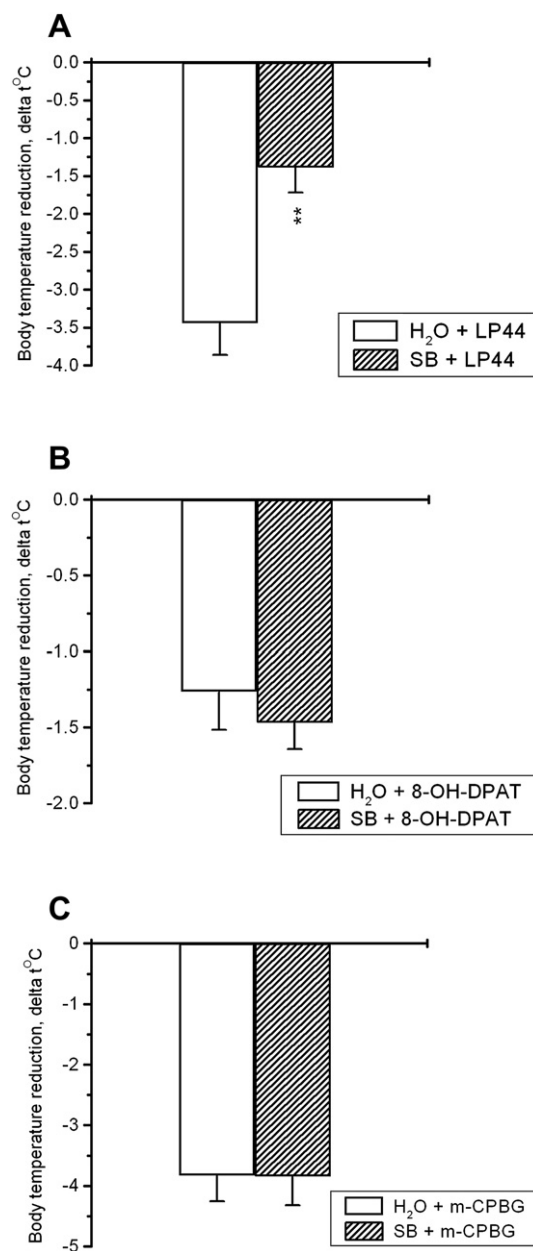 A
Body temperature reduction, delta t°C
0.0
-0.5
-1.0
-1.5
-2.0
-2.5
-3.0
-3.5
-4.0
**
H₂O + LP44
SB + LP44
B
Body temperature reduction, delta t°C
0.0
-0.5
-1.0
-1.5
-2.0
H₂O + 8-OH-DPAT
SB + 8-OH-DPAT
C
Body temperature reduction, delta t°C
0
-1
-2
-3
-4
-5
H₂O + m-CPBG
SB + m-CPBG